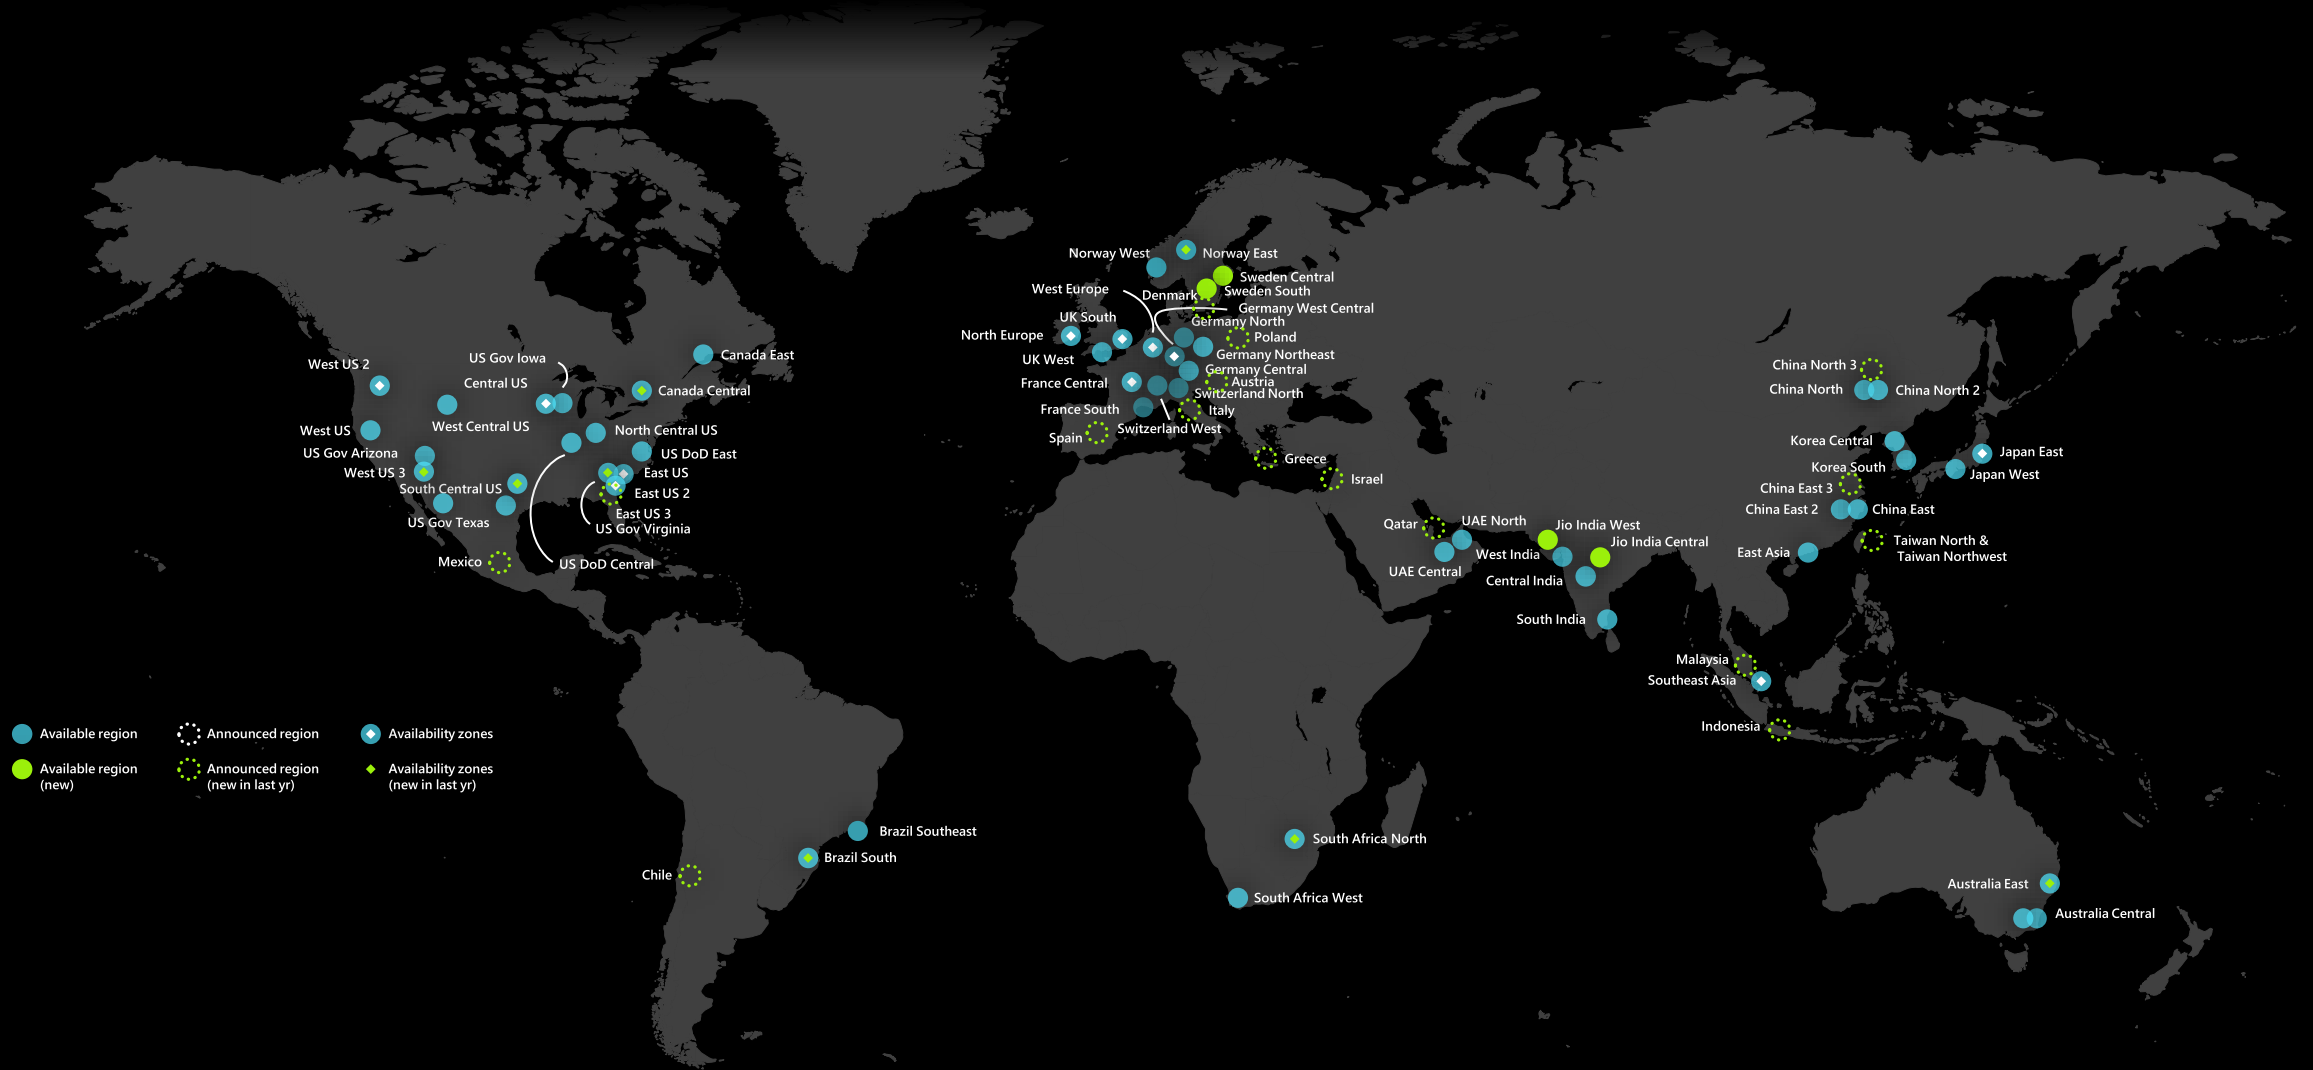 Norway West
Norway East
Sweden Central
West Europe
Denmark
Sweden South
Germany West Central
UK South
Germany North
North Europe
Poland
UK West
Germany Northeast
Germany Central
France Central
Austria
Switzerland North
France South
Italy
Switzerland West
Spain
Greece
Israel
West US 2
US Gov Iowa
Canada East
Central US
Canada Central
West Central US
West US
North Central US
US Gov Arizona
US DoD East
West US 3
East US
South Central US
East US 2
East US 3
US Gov Texas
US Gov Virginia
Mexico
US DoD Central
China North 3
China North
China North 2
Korea Central
Japan East
Korea South
Japan West
China East 3
China East 2
China East
Qatar
UAE North
Jio India West
Jio India Central
Taiwan North &
Taiwan Northwest
West India
East Asia
UAE Central
Central India
South India
Malaysia
Southeast Asia
Indonesia
Available region
Announced region
Availability zones
Available region
(new)
Announced region
(new in last yr)
Availability zones
(new in last yr)
Brazil Southeast
Brazil South
Chile
South Africa North
South Africa West
Australia East
Australia Central